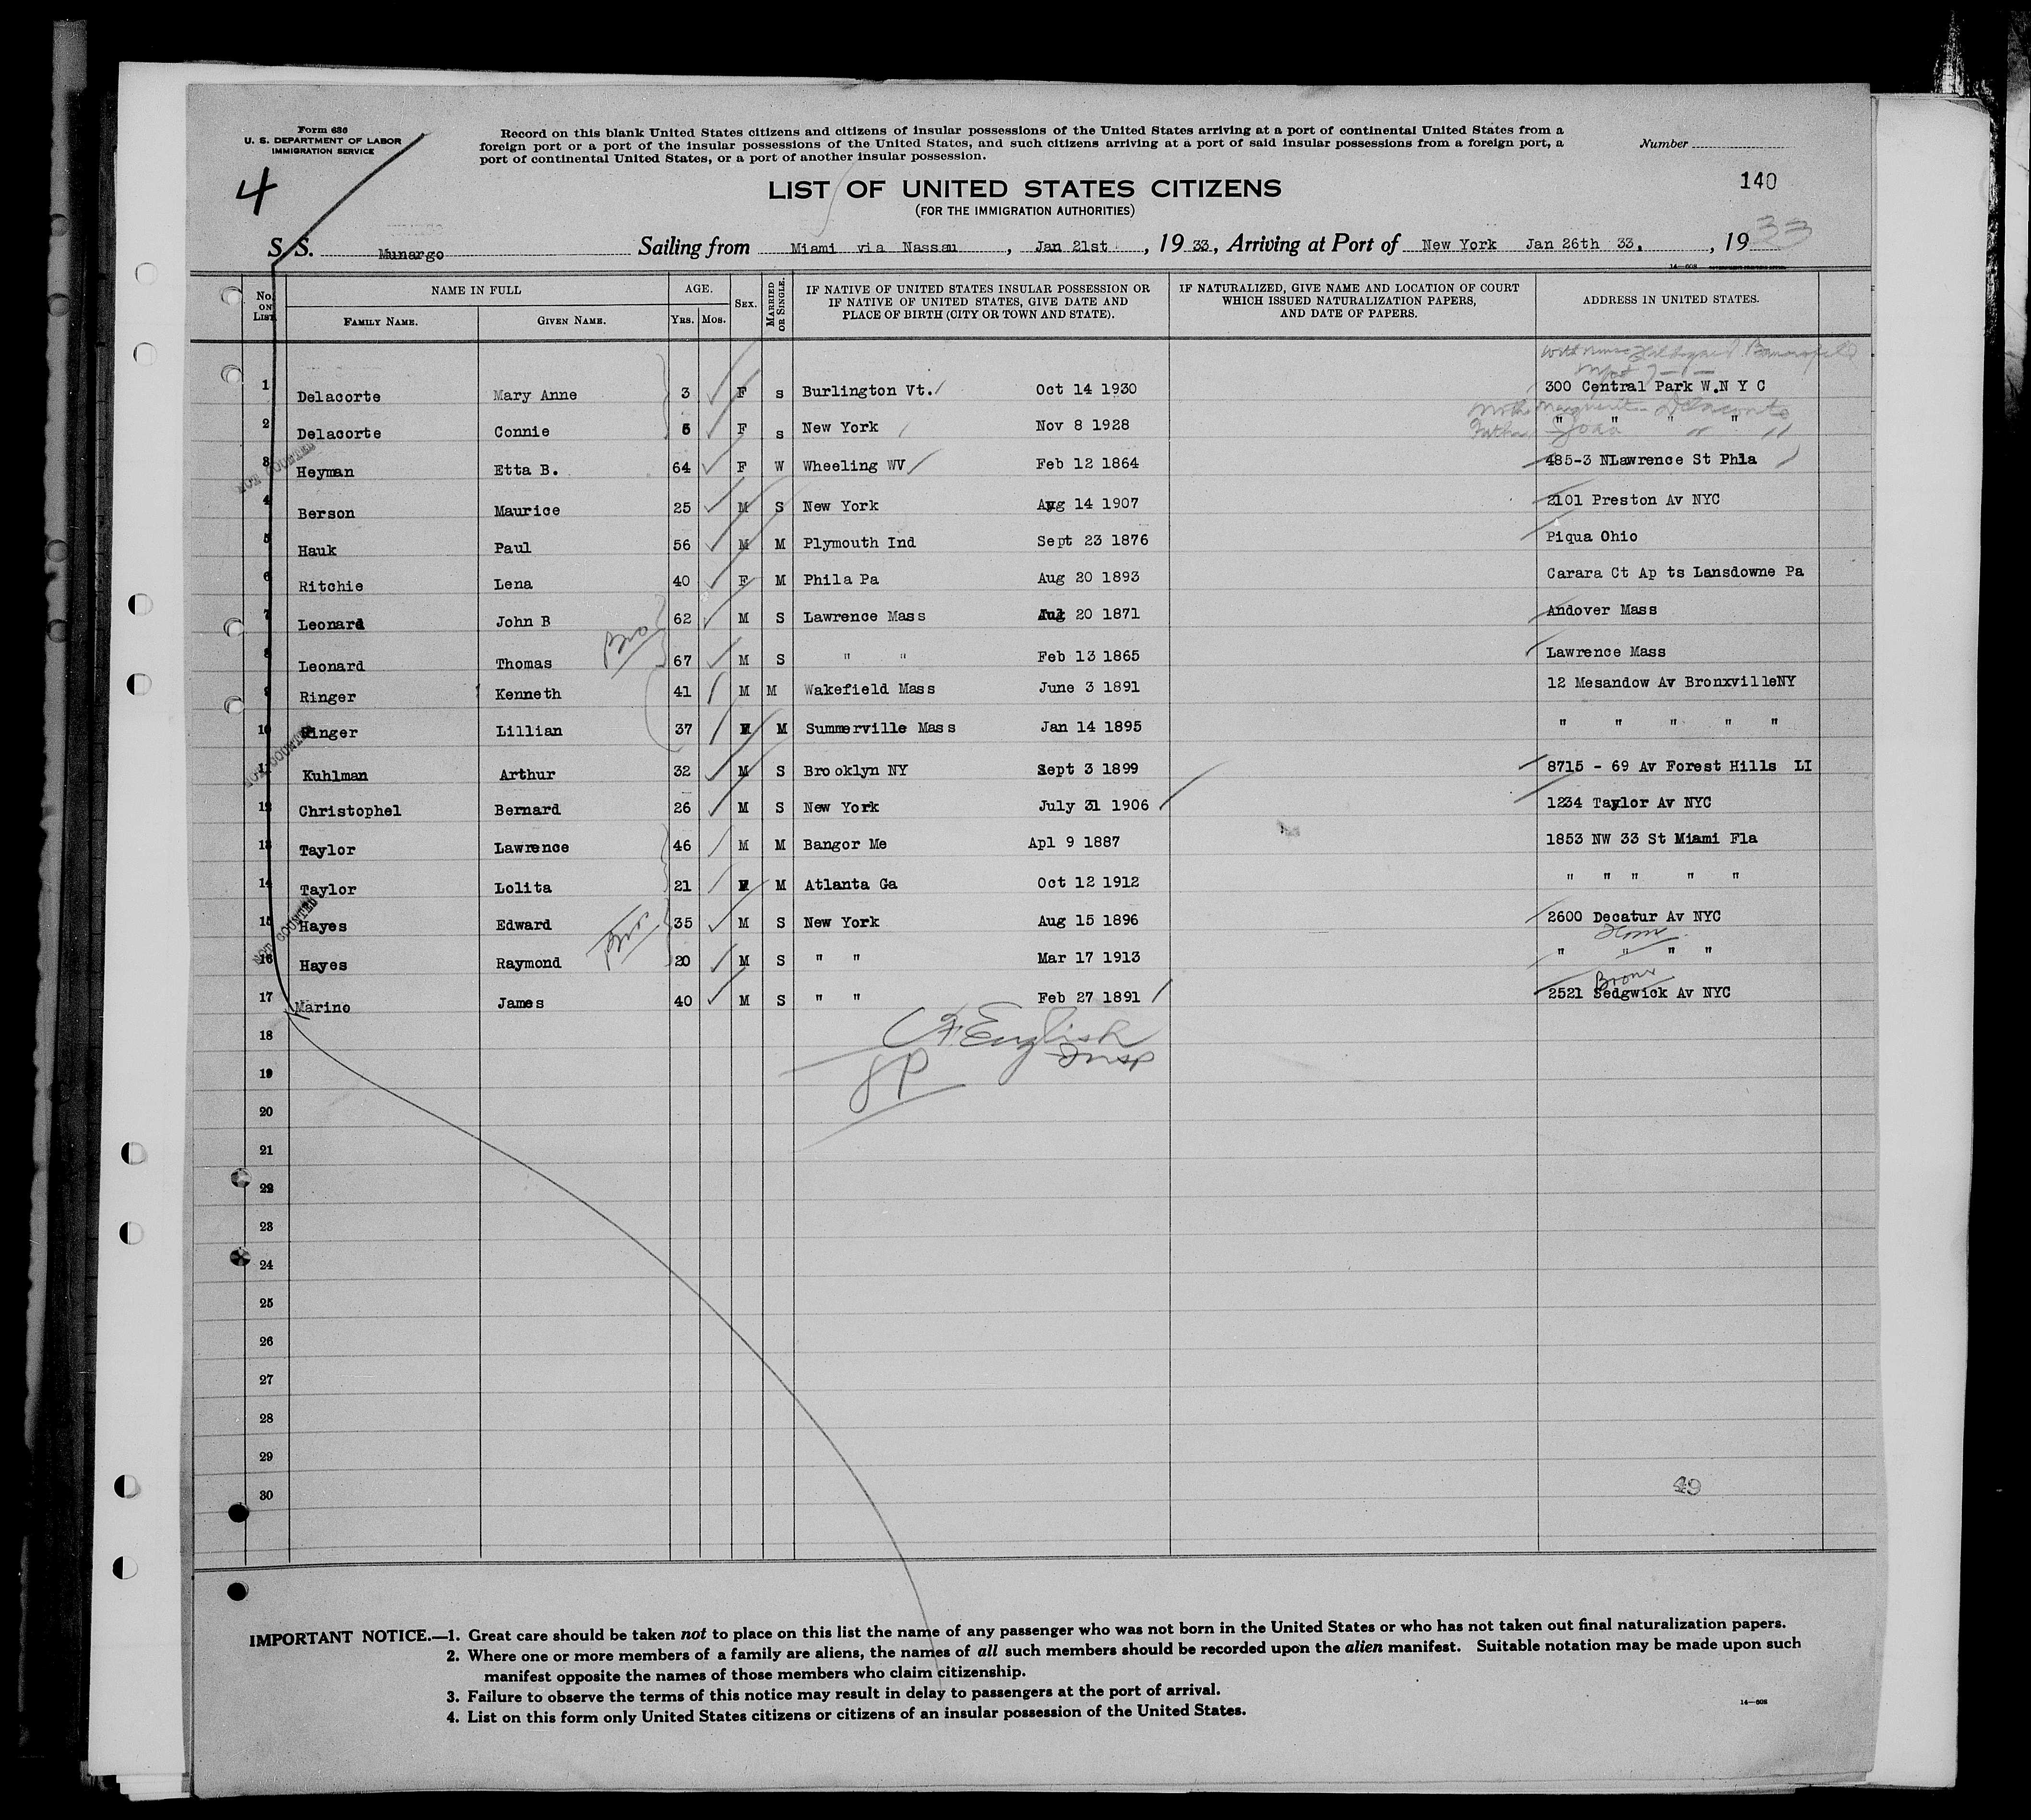 Form 630
U. S. DEPARTMENT OF LABOR
IMMIGRATION SERVICE
4
Record on this blank United States citizens and citizens of insular possessions of the United States arriving at a port of continental United States from a
foreign port or a port of the insular possessions of the United States, and such citizens arriving at a port of said insular possessions from a foreign port, a
port of continental United States, or a port of another insular possession.
Number
140
LIST OF UNITED STATES CITIZENS
(FOR THE IMMIGRATION AUTHORITIES)
S. S. Munargo Sailing from Miami via Nassau, Jan 21st, 1933, Arriving at Port of New York Jan 26th 33., 1933
14—608
No. on List. NAME IN FULL FAMILY NAME. GIVEN NAME. AGE. YRS. MOS. SEX. MARRIED OR SINGLE. IF NATIVE OF UNITED STATES INSULAR POSSESSION OR IF NATIVE OF UNITED STATES, GIVE DATE AND PLACE OF BIRTH (CITY OR TOWN AND STATE). IF NATURALIZED, GIVE NAME AND LOCATION OF COURT WHICH ISSUED NATURALIZATION PAPERS, AND DATE OF PAPERS. ADDRESS IN UNITED STATES.
1 Delacorte Mary Anne 3 F s Burlington Vt. Oct 14 1930 300 Central Park W.N Y C
Delaconte
2 Delacorte Connie 5 F s New York Nov 8 1928 " " " "
Father " "
3 Heyman Etta B. 64 F W Wheeling WV Feb 12 1864 485-3 NLawrence St Phla
NOT COUNTED
4 Berson Maurice 25 M S New York Aug 14 1907 2101 Preston Av NYC
5 Hauk Paul 56 M M Plymouth Ind Sept 23 1876 Piqua Ohio
6 Ritchie Lena 40 F M Phila Pa Aug 20 1893 Carara Ct Ap ts Lansdowne Pa
7 Leonard John B 62 M S Lawrence Mass Aug 20 1871 Andover Mass
Bro
8 Leonard Thomas 67 M S " " Feb 13 1865 Lawrence Mass
9 Ringer Kenneth 41 M M Wakefield Mass June 3 1891 12 Mesandow Av BronxvilleNY
10 Ringer Lillian 37 F M Summerville Mass Jan 14 1895 " " " " "
NON COUNTED
11 Kuhlman Arthur 32 M S Brooklyn NY Sept 3 1899 8715 - 69 Av Forest Hills LI
12 Christophel Bernard 26 M S New York July 31 1906 1234 Taylor Av NYC
13 Taylor Lawrence 46 M M Bangor Me Apl 9 1887 1853 NW 33 St Miami Fla
14 Taylor Lolita 21 F M Atlanta Ga Oct 12 1912 " " " " "
15 Hayes Edward 35 M S New York Aug 15 1896 2600 Decatur Av NYC
NOT COUNTED
Bro
16 Hayes Raymond 20 M S " " Mar 17 1913 " " " "
Bronx
17 Marino James 40 M S " " Feb 27 1891 2521 Sedgwick Av NYC
18
CF English
Insp
19
20
21
22
23
24
25
26
27
28
29
30
49
IMPORTANT NOTICE.—1. Great care should be taken not to place on this list the name of any passenger who was not born in the United States or who has not taken out final naturalization papers.
2. Where one or more members of a family are aliens, the names of all such members should be recorded upon the alien manifest. Suitable notation may be made upon such
manifest opposite the names of those members who claim citizenship.
3. Failure to observe the terms of this notice may result in delay to passengers at the port of arrival.
4. List on this form only United States citizens or citizens of an insular possession of the United States.
14—608